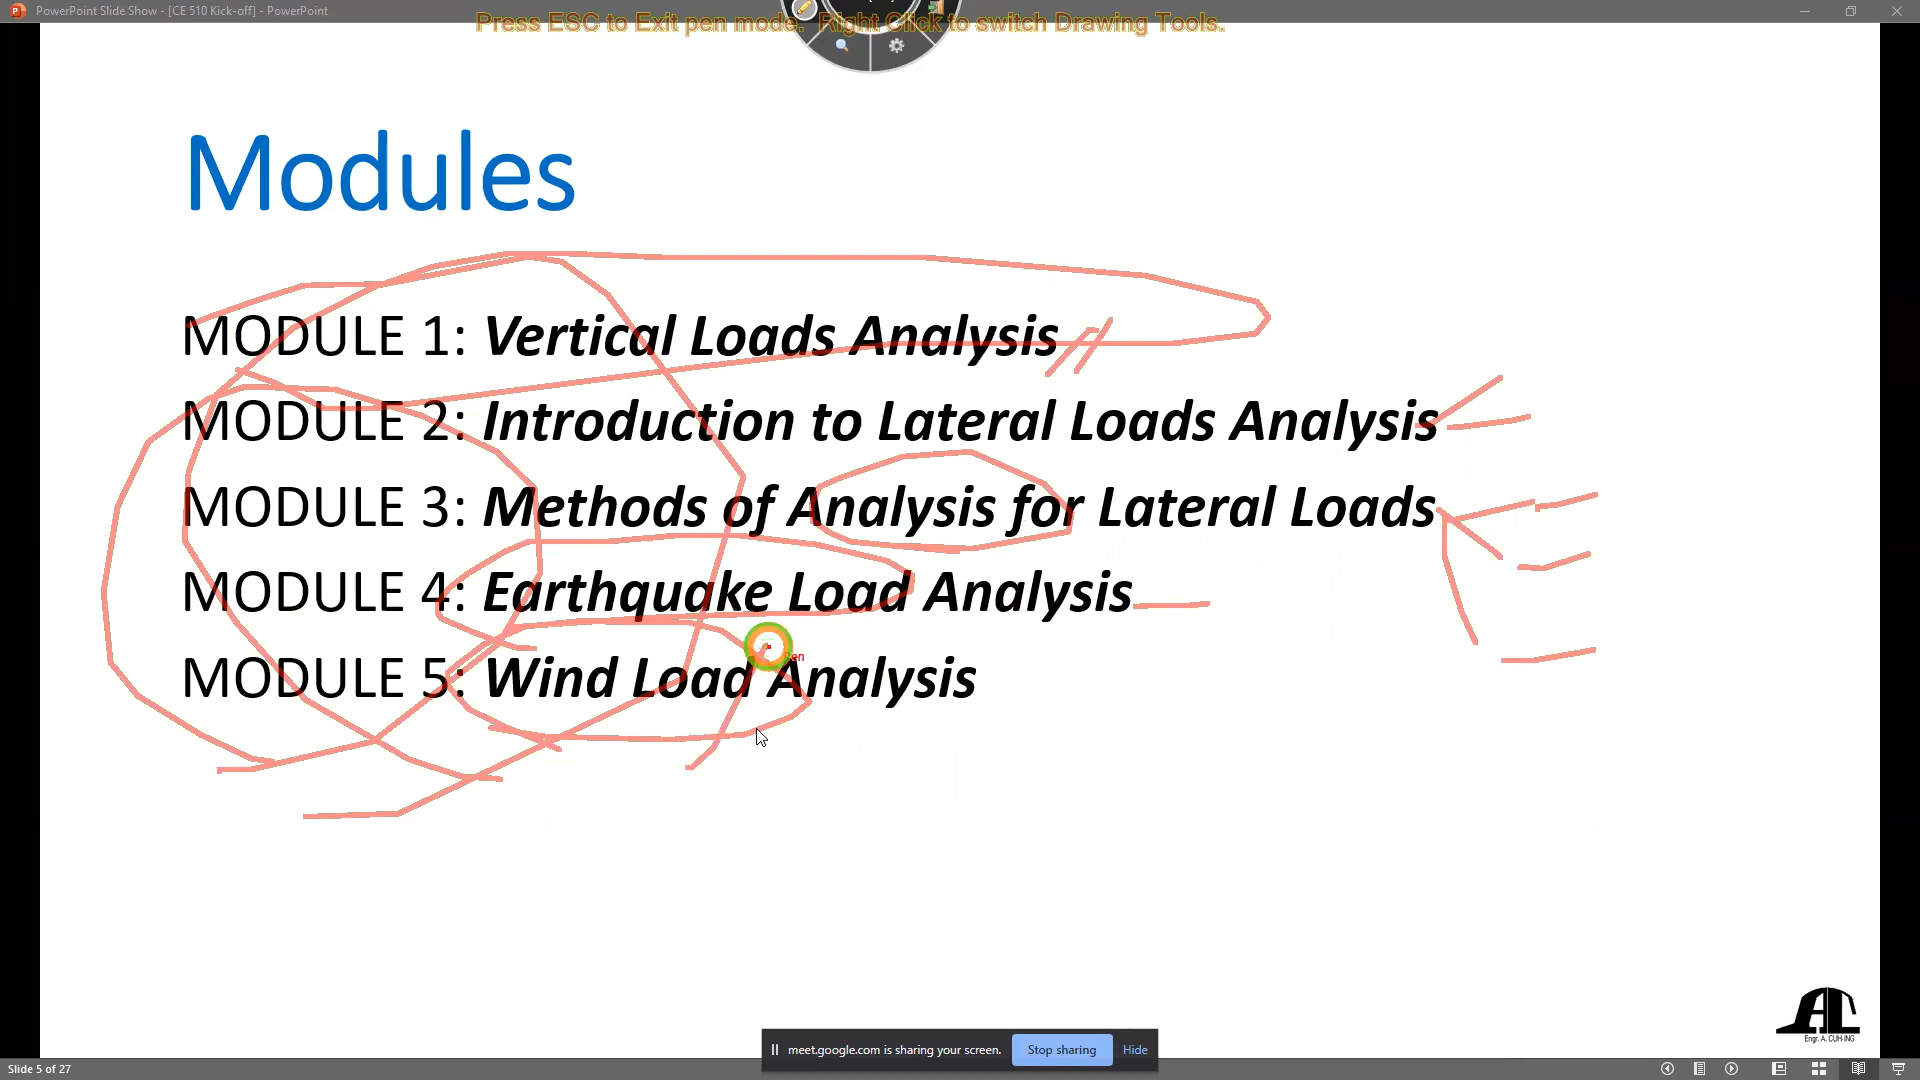 PowerPoint Slide Show - [CE 510 Kick-off] - PowerPoint
Press ESC to Exit pen mode. Right Click to switch Drawing Tools.
Modules
MODULE 1: Vertical Loads Analysis
MODULE 2: Introduction to Lateral Loads Analysis
MODULE 3: Methods of Analysis for Lateral Loads
MODULE 4: Earthquake Load Analysis
MODULE 5: Wind Load Analysis
Engr. A. CUH-ING
meet.google.com is sharing your screen.
Stop sharing
Hide
Slide 5 of 27